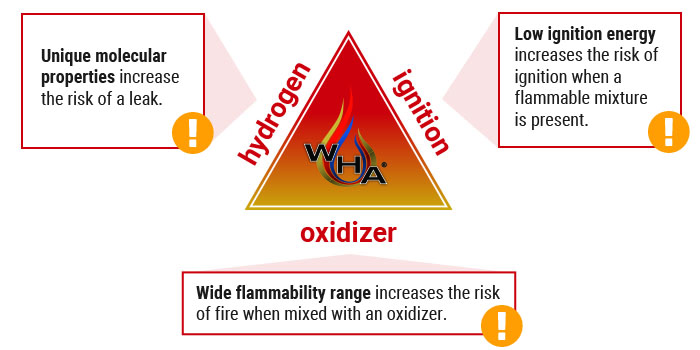 Unique molecular
properties increase
the risk of a leak.
Low ignition energy
increases the risk of
ignition when a
flammable mixture
is present.
hydrogen
ignition
WHA®
oxidizer
Wide flammability range increases the risk
of fire when mixed with an oxidizer.
!
!
!